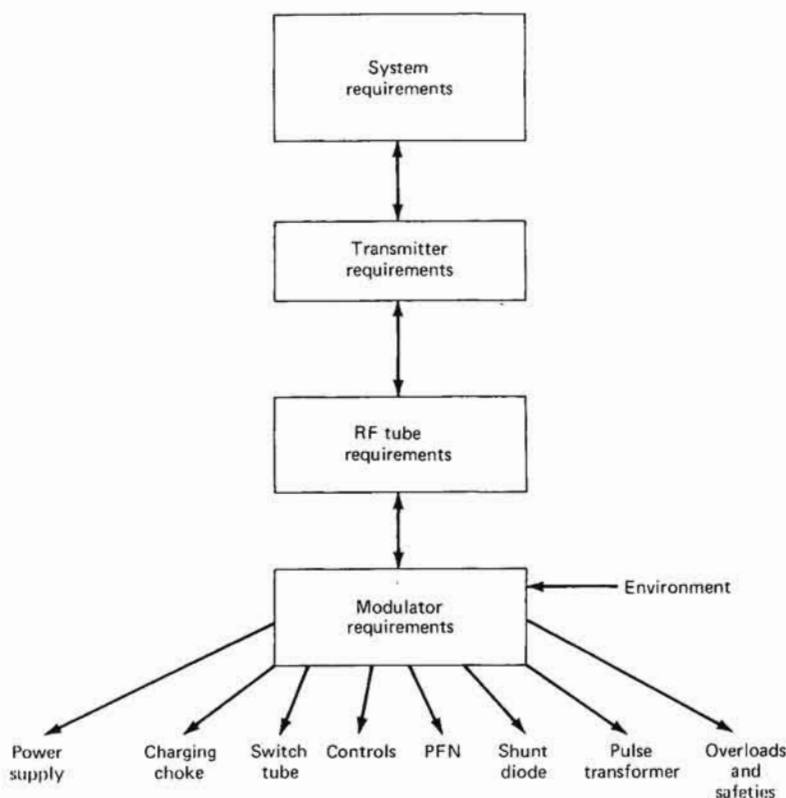 System
requirements
Transmitter
requirements
RF tube
requirements
Modulator
requirements
Environment
Power
supply
Charging
choke
Switch
tube
Controls
PFN
Shunt
diode
Pulse
transformer
Overloads
and
safeties